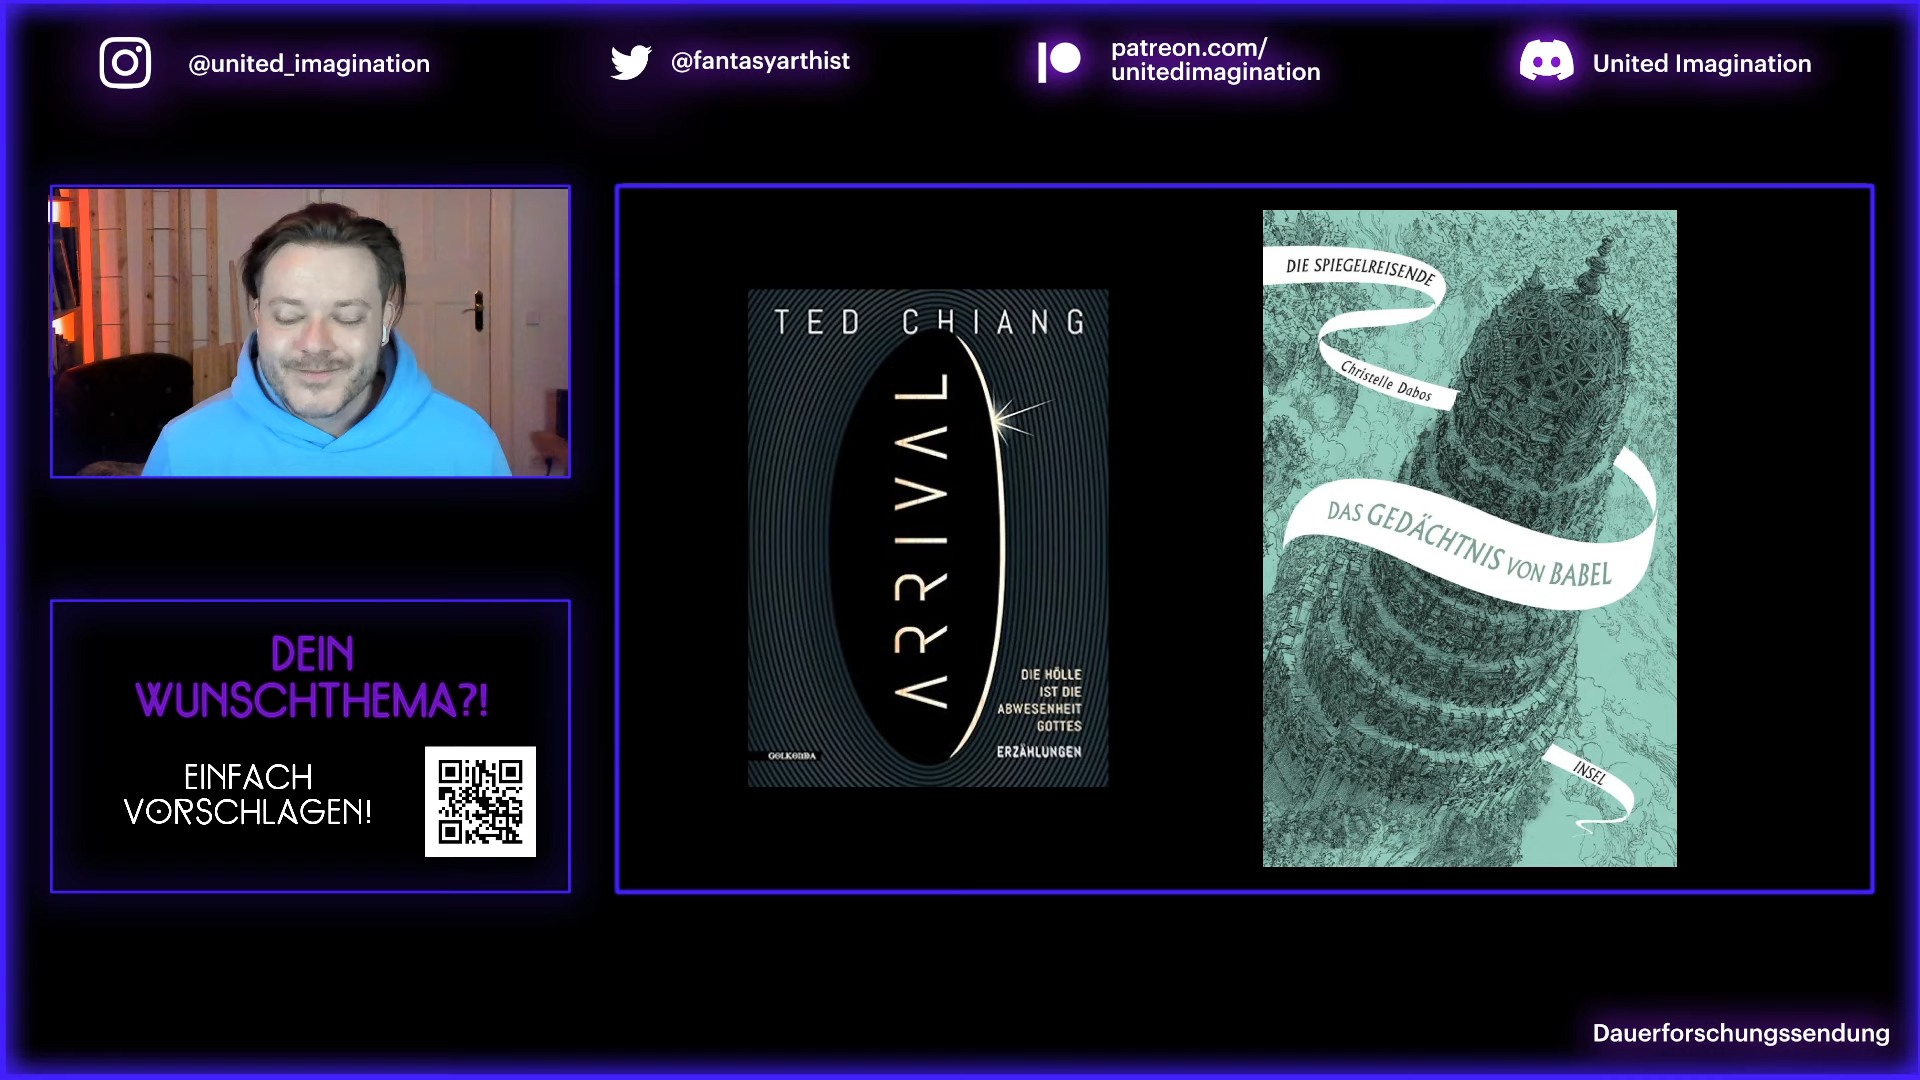 @united_imagination
@fantasyarthist
patreon.com/
unitedimagination
United Imagination
DEIN
WUNSCHTHEMA?!
EINFACH
VORSCHLAGEN!
TED CHIANG
ARRIVAL
DIE HÖLLE
IST DIE
ABWESENHEIT
GOTTES
ERZÄHLUNGEN
GOLKONDA
DIE SPIEGELREISENDE
Christelle Dabos
DAS GEDÄCHTNIS VON BABEL
INSEL
Dauerforschungssendung